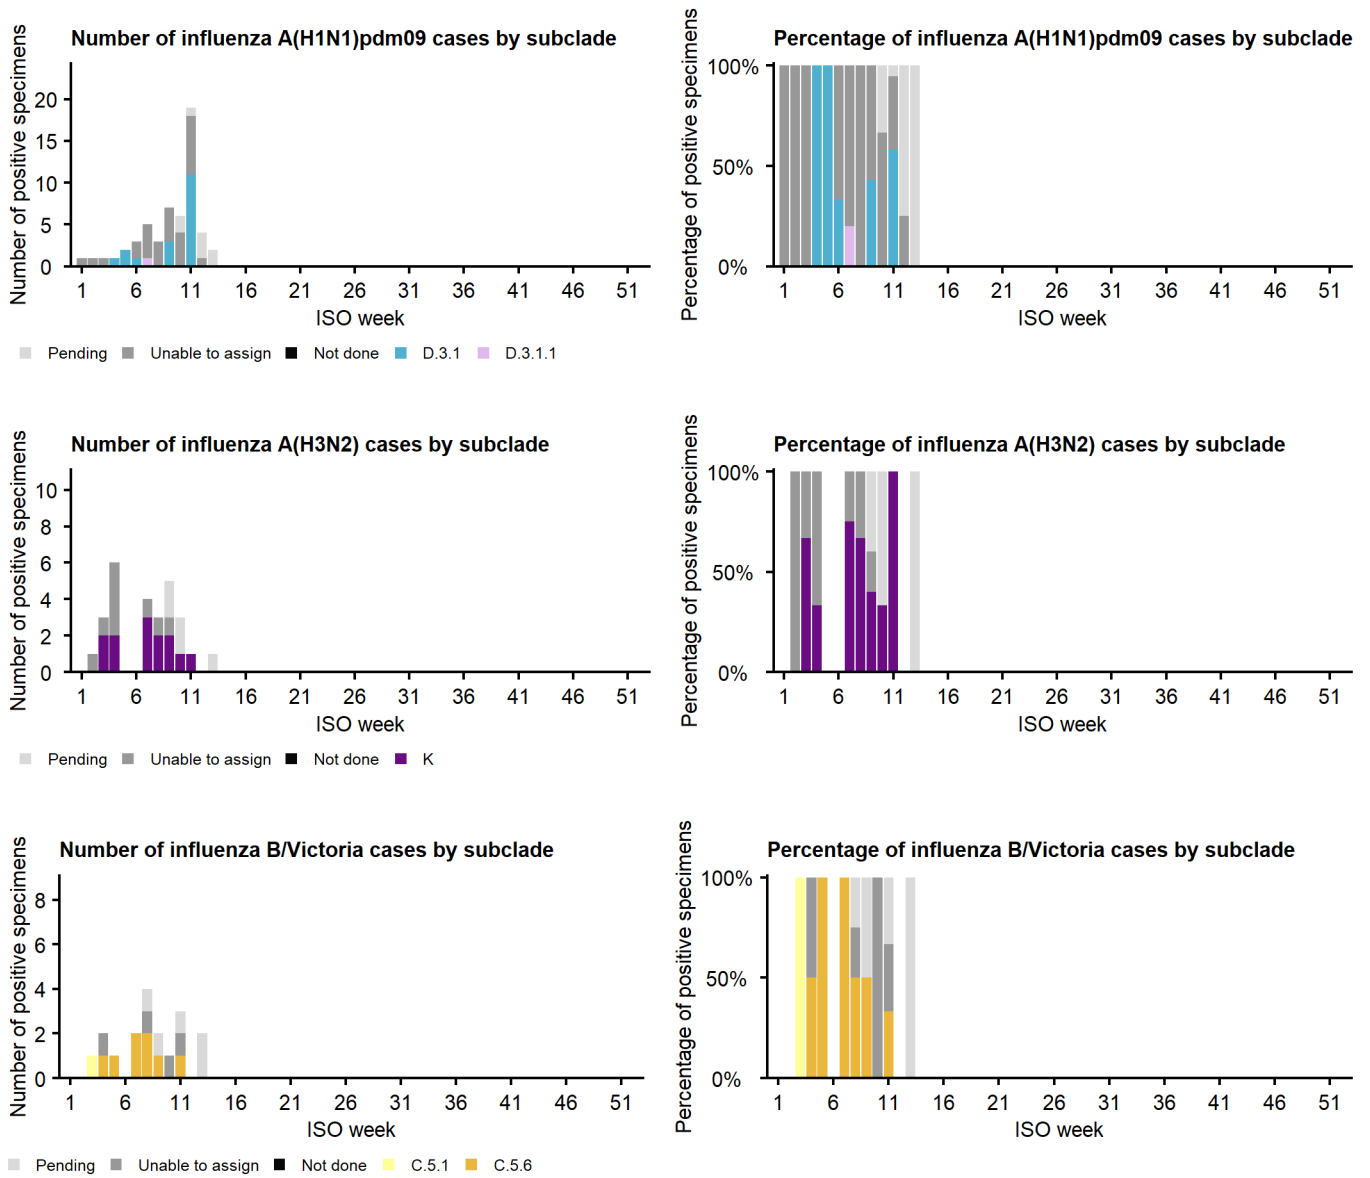 Number of influenza A(H1N1)pdm09 cases by subclade
Number of positive specimens
20
15
10
5
0
1 6 11 16 21 26 31 36 41 46 51
ISO week
Pending Unable to assign Not done D.3.1 D.3.1.1
Percentage of influenza A(H1N1)pdm09 cases by subclade
Percentage of positive specimens
100%
50%
0%
1 6 11 16 21 26 31 36 41 46 51
ISO week
Number of influenza A(H3N2) cases by subclade
Number of positive specimens
10
8
6
4
2
0
1 6 11 16 21 26 31 36 41 46 51
ISO week
Pending Unable to assign Not done K
Percentage of influenza A(H3N2) cases by subclade
Percentage of positive specimens
100%
50%
0%
1 6 11 16 21 26 31 36 41 46 51
ISO week
Number of influenza B/Victoria cases by subclade
Number of positive specimens
8
6
4
2
0
1 6 11 16 21 26 31 36 41 46 51
ISO week
Pending Unable to assign Not done C.5.1 C.5.6
Percentage of influenza B/Victoria cases by subclade
Percentage of positive specimens
100%
50%
0%
1 6 11 16 21 26 31 36 41 46 51
ISO week